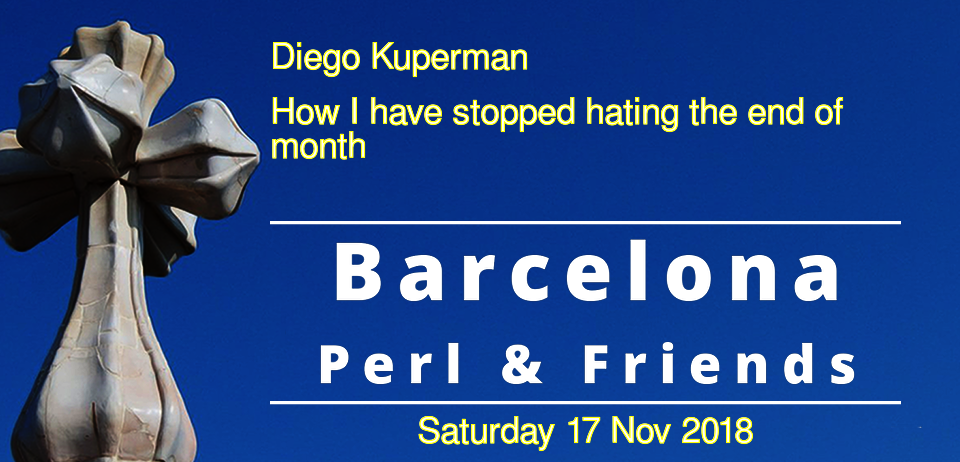 Diego Kuperman
How I have stopped hating the end of
month
Barcelona
Perl & Friends
Saturday 17 Nov 2018